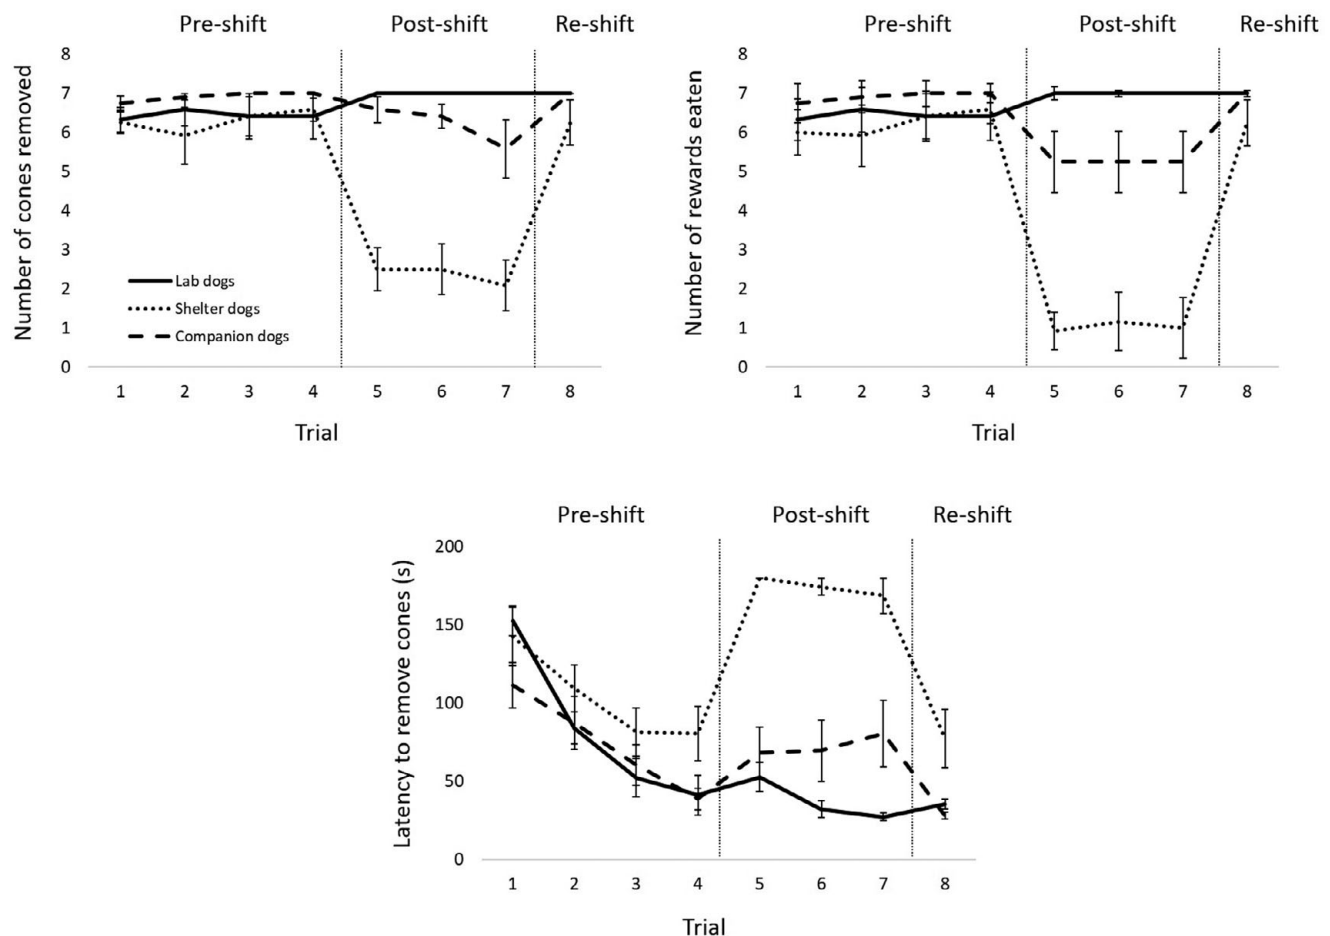 Pre-shift Post-shift Re-shift
Number of cones removed
8
7
6
5
4
3
2
1
0
Lab dogs
Shelter dogs
Companion dogs
1 2 3 4 5 6 7 8
Trial
Pre-shift Post-shift Re-shift
Number of rewards eaten
8
7
6
5
4
3
2
1
0
1 2 3 4 5 6 7 8
Trial
Pre-shift Post-shift Re-shift
Latency to remove cones (s)
200
150
100
50
0
1 2 3 4 5 6 7 8
Trial